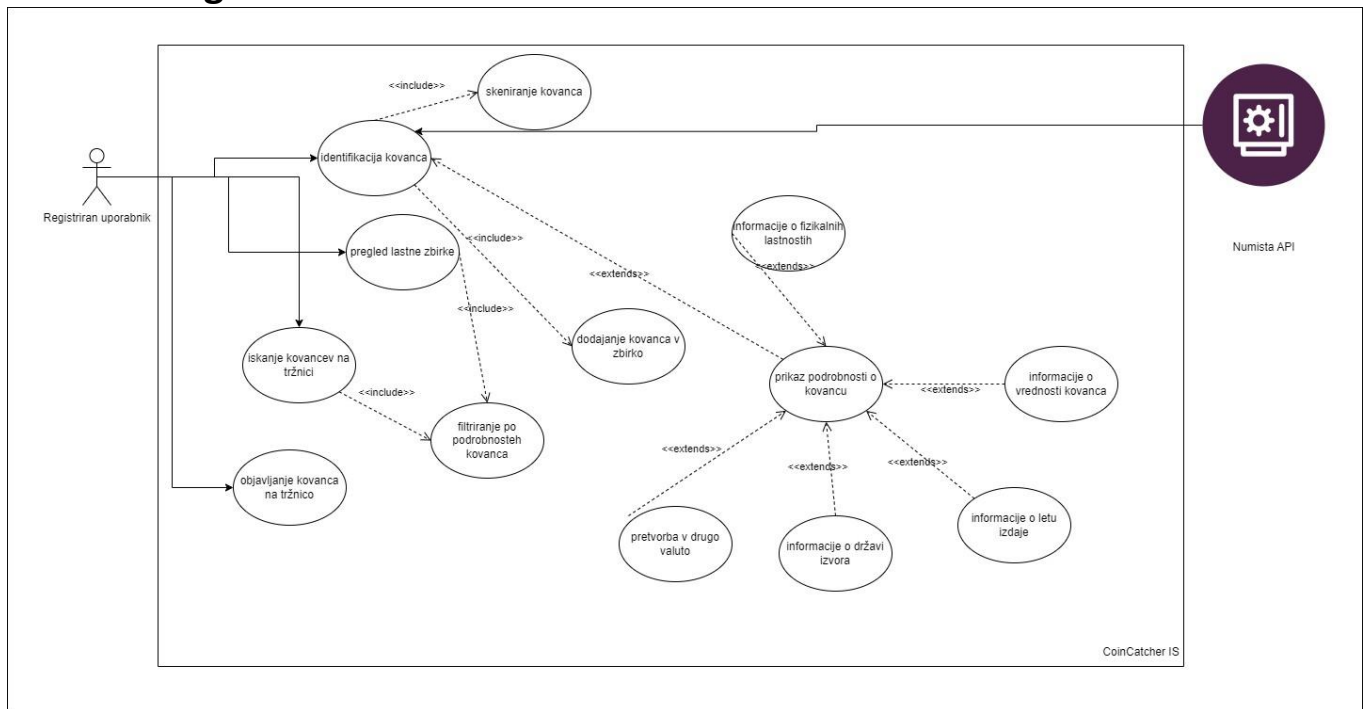 <<include>>
skeniranje kovanca
identifikacija kovanca
Registriran uporabnik
<<include>>
pregled lastne zbirke
informacije o fizikalnih
lastnostih
<<extends>>
Numista API
<<extends>>
<<include>>
dodajanje kovanca v
zbirko
iskanje kovancev na
tržnici
<<include>>
prikaz podrobnosti o
kovancu
<<extends>>
informacije o
vrednosti kovanca
filtriranje po
podrobnosteh
kovanca
<<extends>>
<<extends>>
<<extends>>
objavljanje kovanca
na tržnico
pretvorba v drugo
valuto
informacije o državi
izvora
informacije o letu
izdaje
CoinCatcher IS